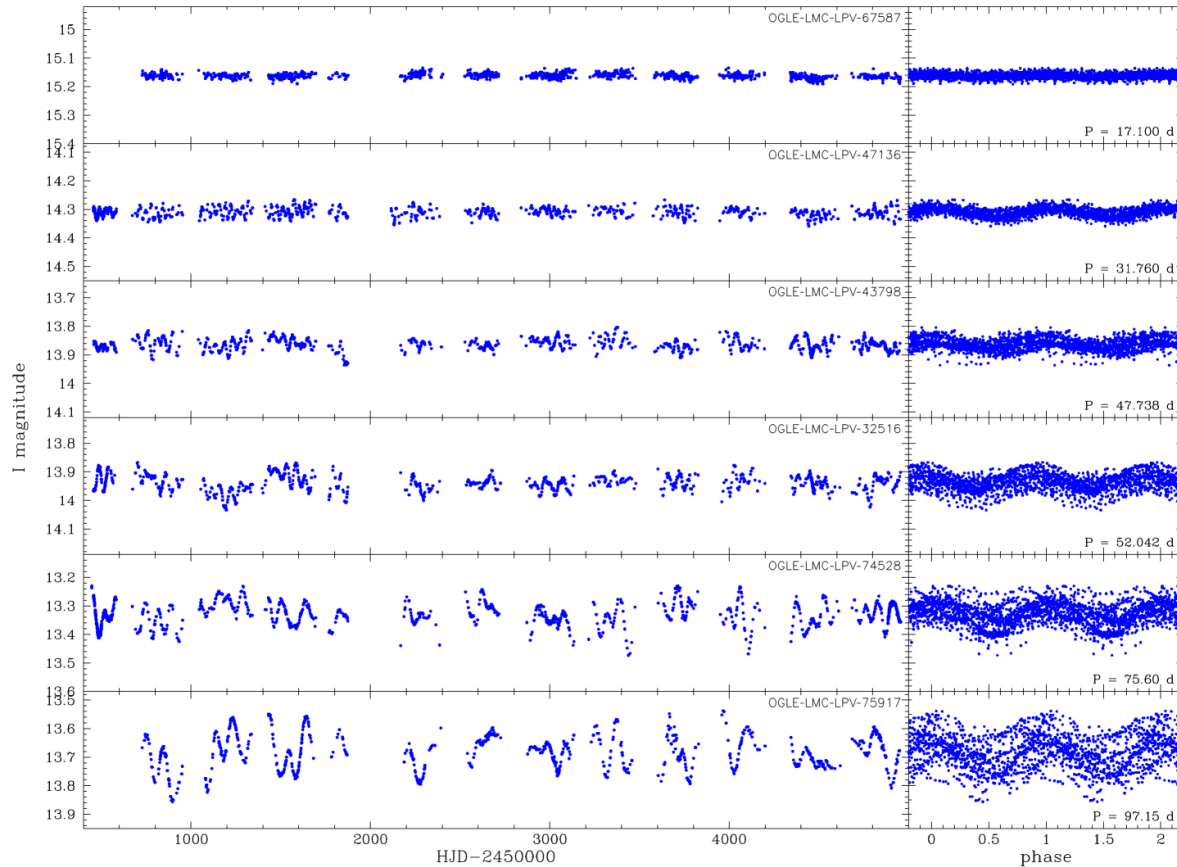 OGLE-LMC-LPV-67587
15
15.1
15.2
15.3
15.4
P = 17.100 d
OGLE-LMC-LPV-47136
14.1
14.2
14.3
14.4
14.5
P = 31.760 d
OGLE-LMC-LPV-43798
13.7
13.8
13.9
14
14.1
P = 47.738 d
I magnitude
OGLE-LMC-LPV-32516
13.8
13.9
14
14.1
P = 52.042 d
OGLE-LMC-LPV-74528
13.2
13.3
13.4
13.5
13.6
P = 75.60 d
OGLE-LMC-LPV-75917
13.5
13.6
13.7
13.8
13.9
P = 97.15 d
1000 2000 3000 4000 0 0.5 1 1.5 2
HJD-2450000 phase